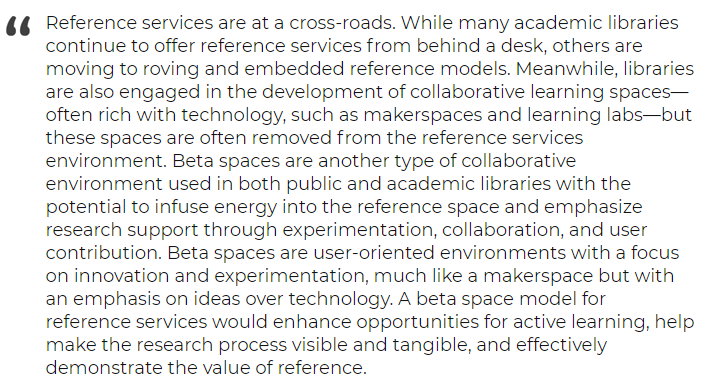 “ Reference services are at a cross-roads. While many academic libraries
continue to offer reference services from behind a desk, others are
moving to roving and embedded reference models. Meanwhile, libraries
are also engaged in the development of collaborative learning spaces—
often rich with technology, such as makerspaces and learning labs—but
these spaces are often removed from the reference services
environment. Beta spaces are another type of collaborative
environment used in both public and academic libraries with the
potential to infuse energy into the reference space and emphasize
research support through experimentation, collaboration, and user
contribution. Beta spaces are user-oriented environments with a focus
on innovation and experimentation, much like a makerspace but with
an emphasis on ideas over technology. A beta space model for
reference services would enhance opportunities for active learning, help
make the research process visible and tangible, and effectively
demonstrate the value of reference.